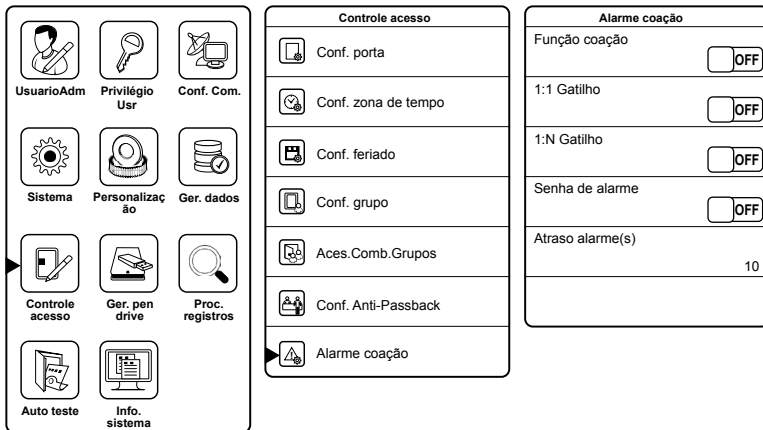 UsuarioAdm
Privilégio
Usr
Conf. Com.
Sistema
Personalizaç
ão
Ger. dados
Controle
acesso
Ger. pen
drive
Proc.
registros
Auto teste
Info.
sistema
Controle acesso
Conf. porta
Conf. zona de tempo
Conf. feriado
Conf. grupo
Aces.Comb.Grupos
Conf. Anti-Passback
Alarme coação
Alarme coação
Função coação
OFF
1:1 Gatilho
OFF
1:N Gatilho
OFF
Senha de alarme
OFF
Atraso alarme(s)
10